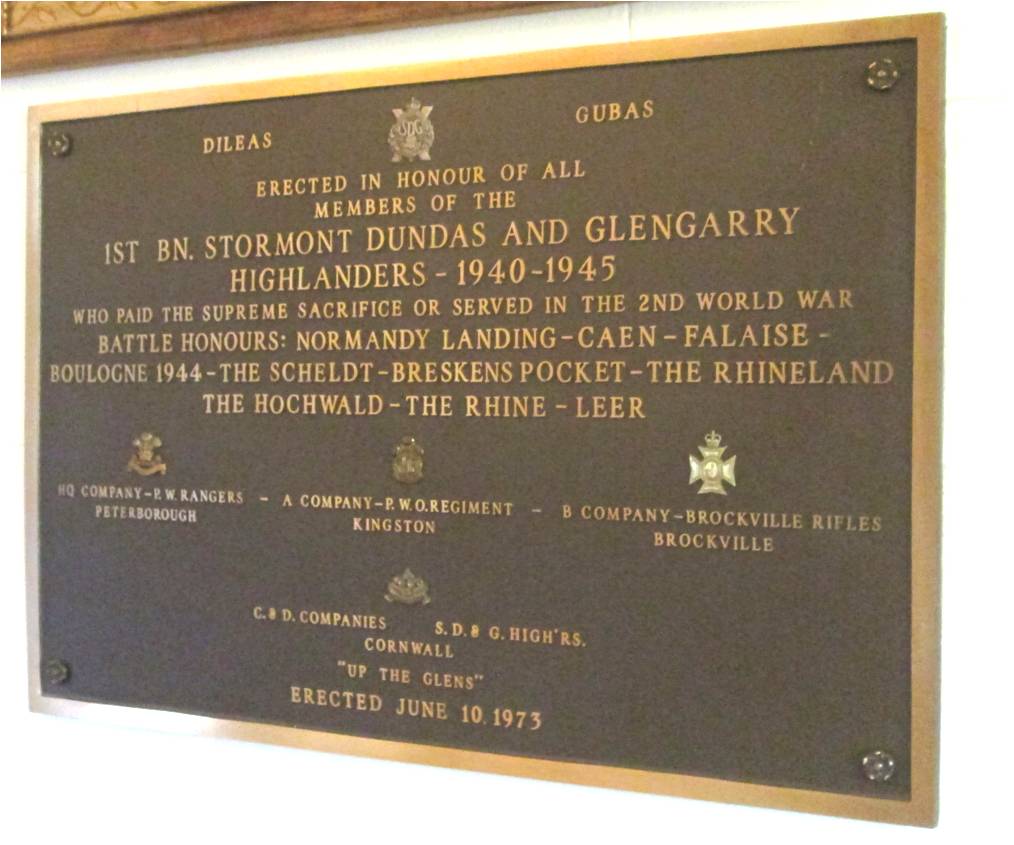 DILEAS SDG GUBAS
ERECTED IN HONOUR OF ALL
MEMBERS OF THE
1ST BN. STORMONT DUNDAS AND GLENGARRY
HIGHLANDERS - 1940-1945
WHO PAID THE SUPREME SACRIFICE OR SERVED IN THE 2ND WORLD WAR
BATTLE HONOURS: NORMANDY LANDING-CAEN-FALAISE-
BOULOGNE 1944-THE SCHELDT-BRESKENS POCKET-THE RHINELAND
THE HOCHWALD-THE RHINE-LEER
HQ COMPANY-P.W. RANGERS - A COMPANY-P.W.O. REGIMENT - B COMPANY-BROCKVILLE RIFLES
PETERBOROUGH KINGSTON BROCKVILLE
C. & D. COMPANIES S.D. & G. HIGH'RS.
CORNWALL
"UP THE GLENS"
ERECTED JUNE 10, 1973